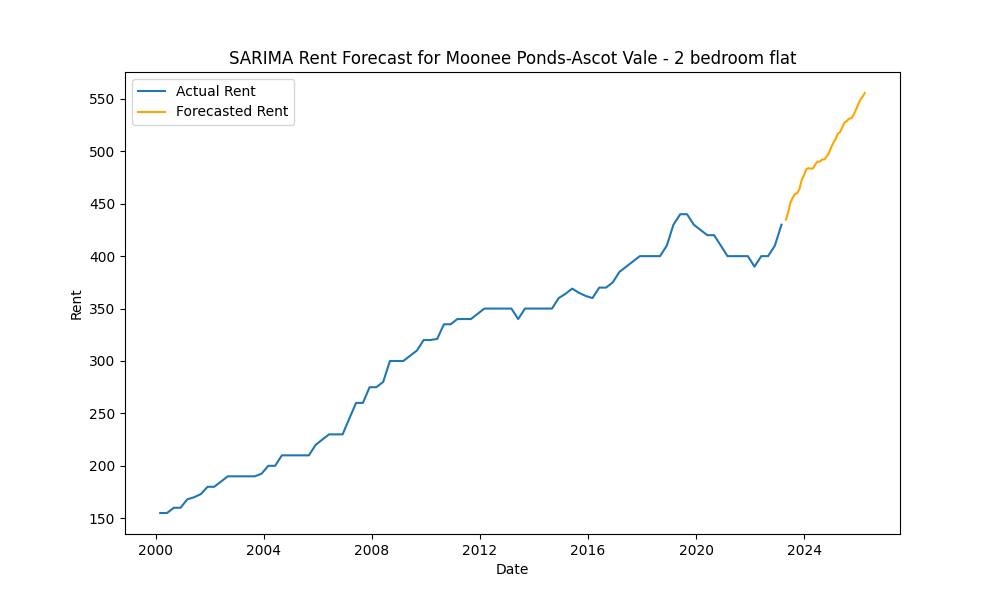 SARIMA Rent Forecast for Moonee Ponds-Ascot Vale - 2 bedroom flat
Actual Rent
Forecasted Rent
550
500
450
400
350
300
250
200
150
Rent
2000 2004 2008 2012 2016 2020 2024
Date